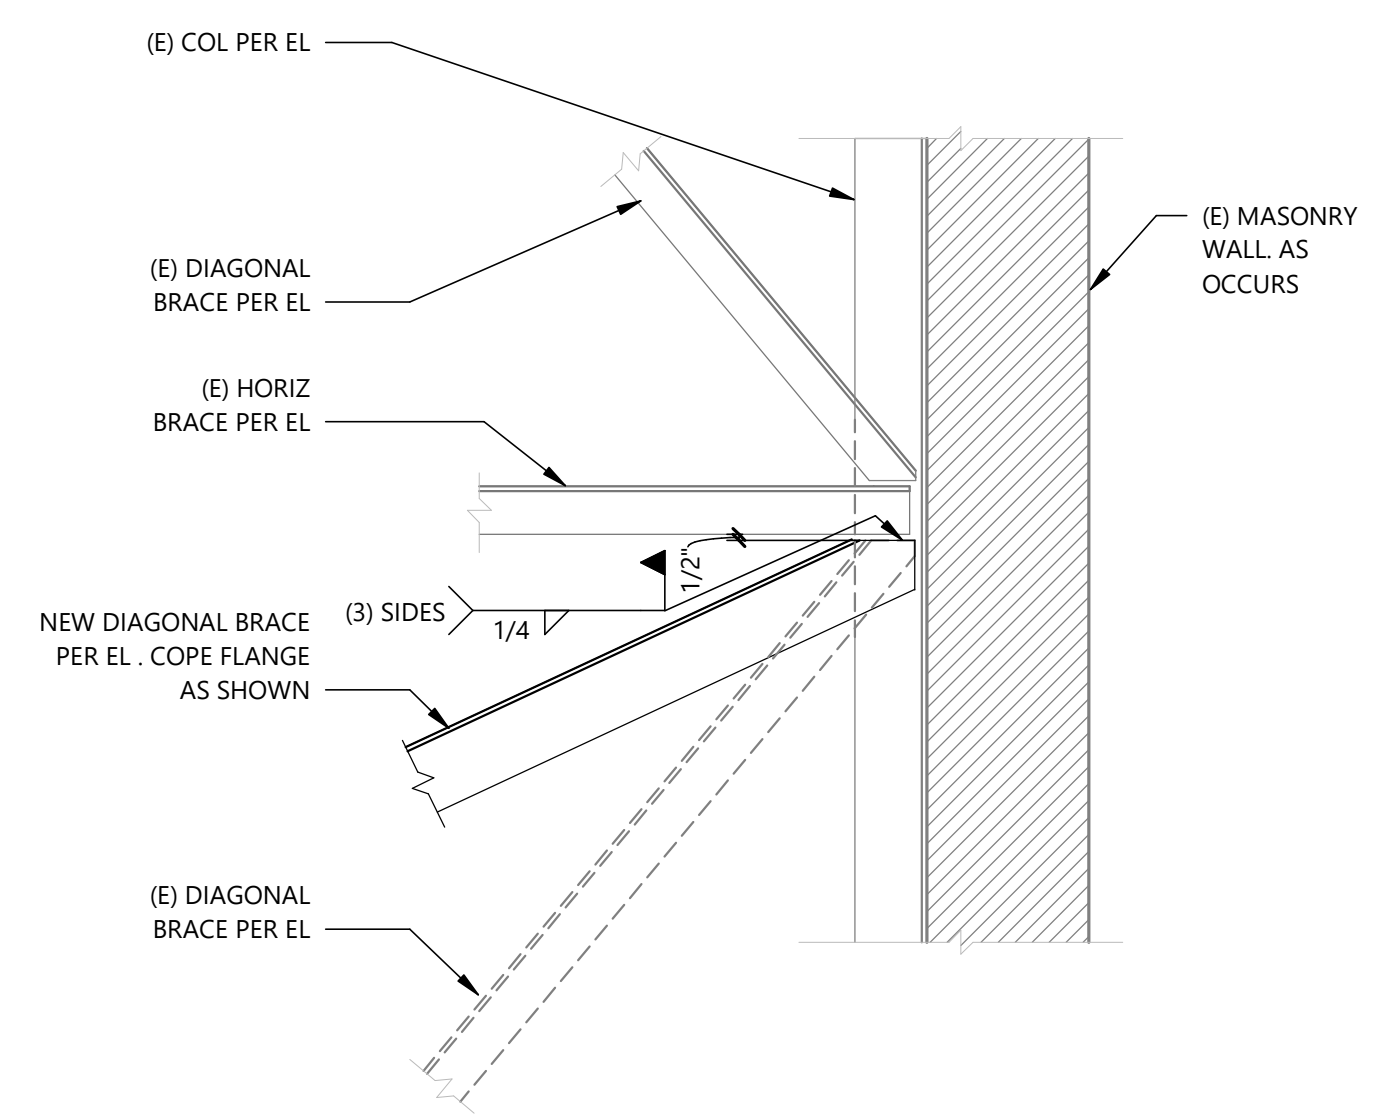 (E) COL PER EL
(E) MASONRY
WALL. AS
OCCURS
(E) DIAGONAL
BRACE PER EL
(E) HORIZ
BRACE PER EL
1/2"
(3) SIDES
1/4
NEW DIAGONAL BRACE
PER EL . COPE FLANGE
AS SHOWN
(E) DIAGONAL
BRACE PER EL